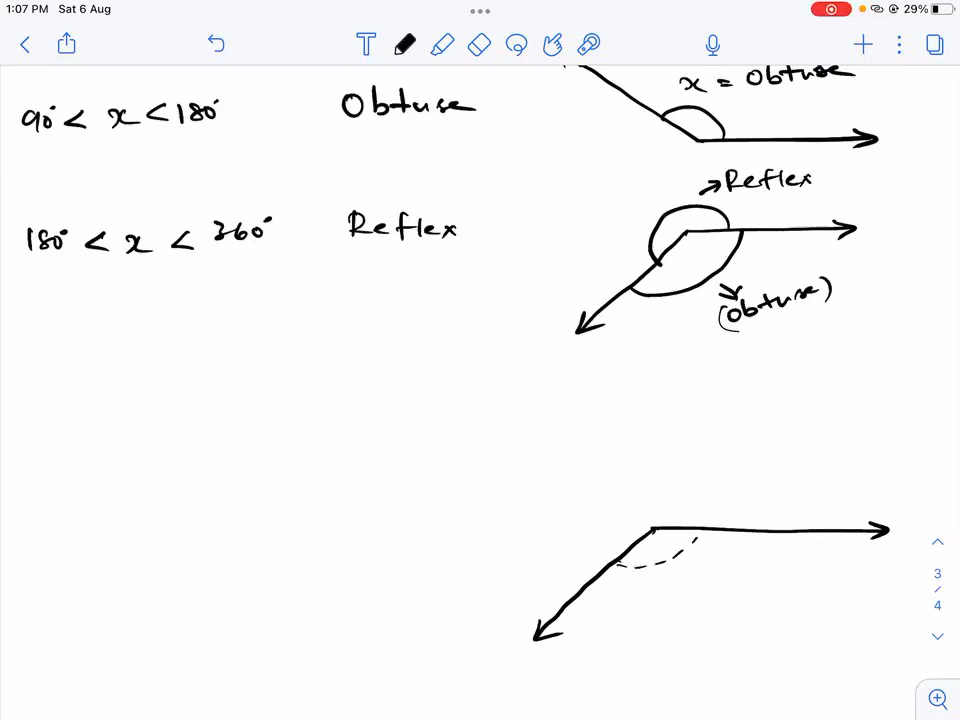 1:07 PM Sat 6 Aug
29%
T
x = Obtuse
90° < x < 180° Obtuse
Reflex
180° < x < 360° Reflex
(Obtuse)
3
/
4